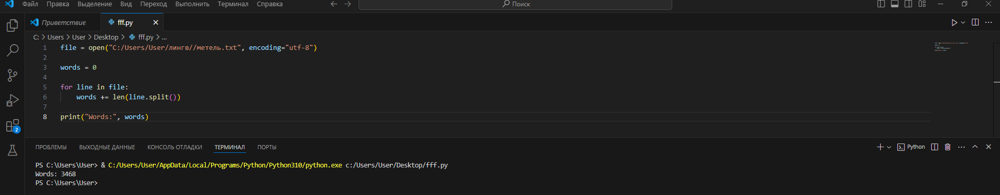 Файл Правка Выделение Вид Переход Выполнить Терминал Справка Поиск
Приветствие fff.py
C: > Users > User > Desktop > fff.py > ...
1 file = open("C:/Users/User/лингв//метель.txt", encoding="utf-8")
2
3 words = 0
4
5 for line in file:
6 words += len(line.split())
7
8 print("Words:", words)
2
ПРОБЛЕМЫ ВЫХОДНЫЕ ДАННЫЕ КОНСОЛЬ ОТЛАДКИ ТЕРМИНАЛ ПОРТЫ Python
PS C:\Users\User> & C:/Users/User/AppData/Local/Programs/Python/Python310/python.exe c:/Users/User/Desktop/fff.py
Words: 3468
PS C:\Users\User>